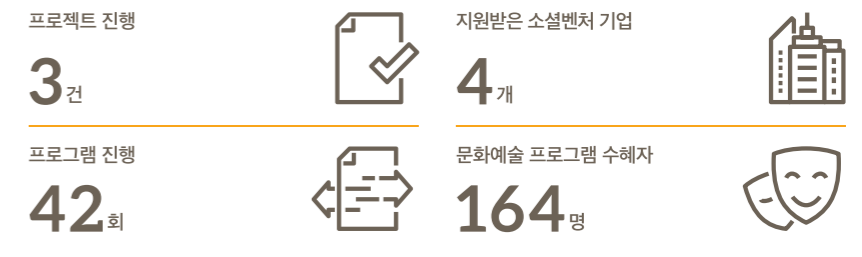 프로젝트 진행
3건
지원받은 소셜벤처 기업
4개
프로그램 진행
42회
문화예술 프로그램 수혜자
164명